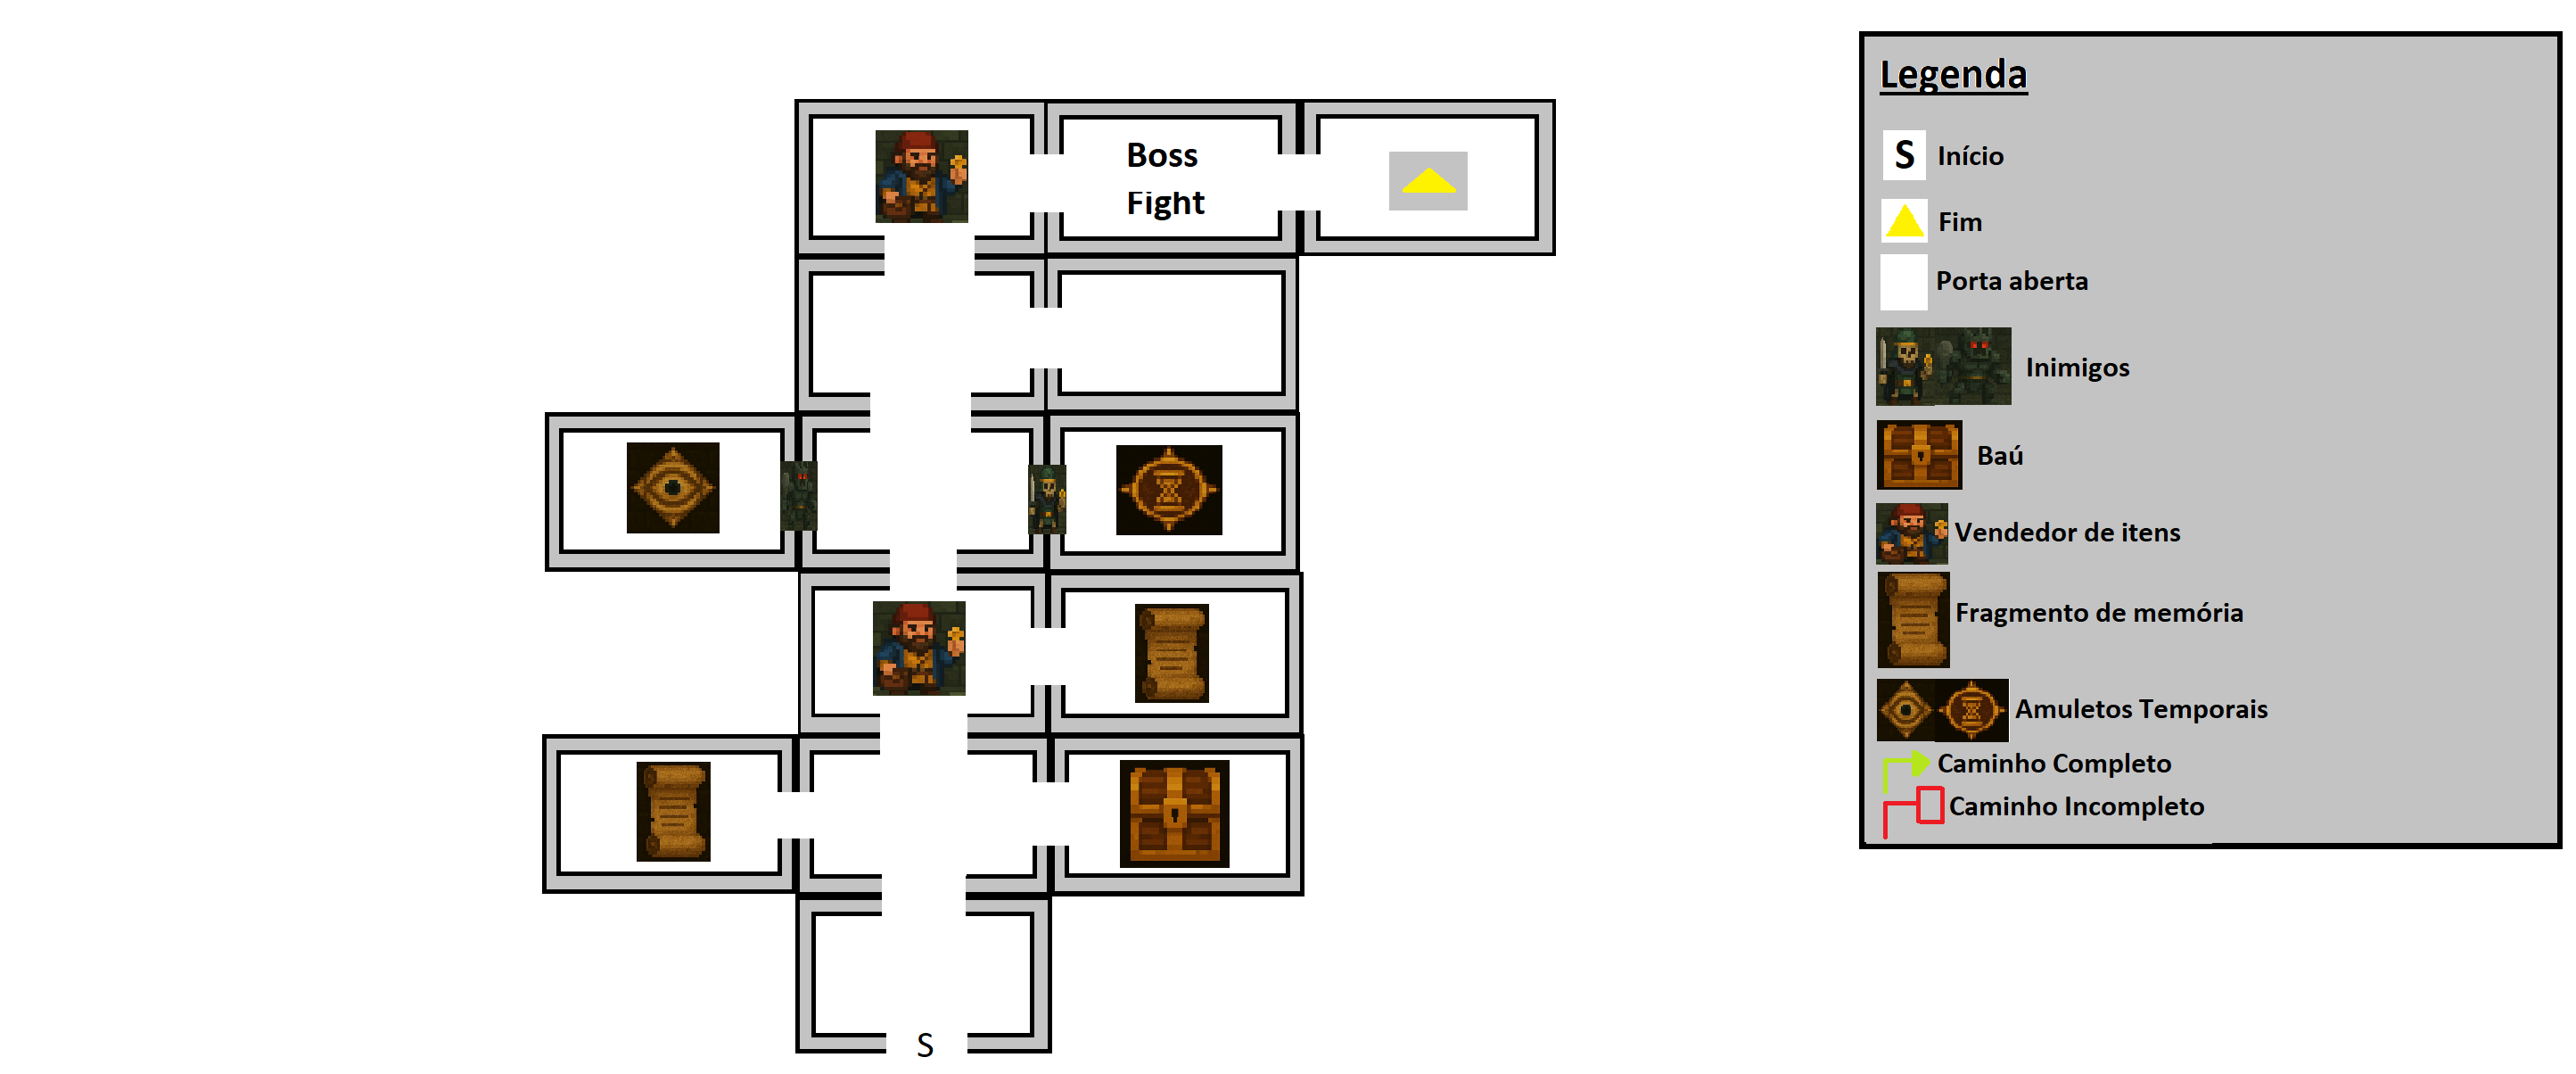 Boss
Fight
S
Legenda
S Início
Fim
Porta aberta
Inimigos
Baú
Vendedor de itens
Fragmento de memória
Amuletos Temporais
Caminho Completo
Caminho Incompleto